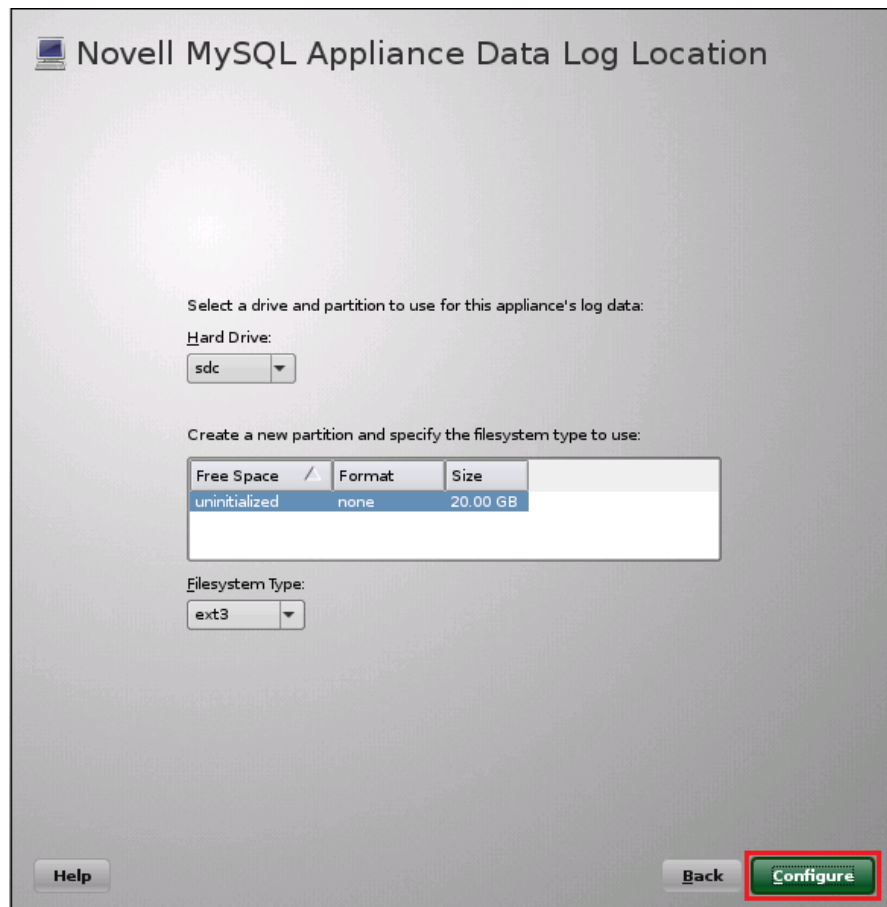 Novell MySQL Appliance Data Log Location
Select a drive and partition to use for this appliance's log data:
Hard Drive:
sdc
Create a new partition and specify the filesystem type to use:
Free Space Format Size
uninitialized none 20.00 GB
Filesystem Type:
ext3
Help Back Configure